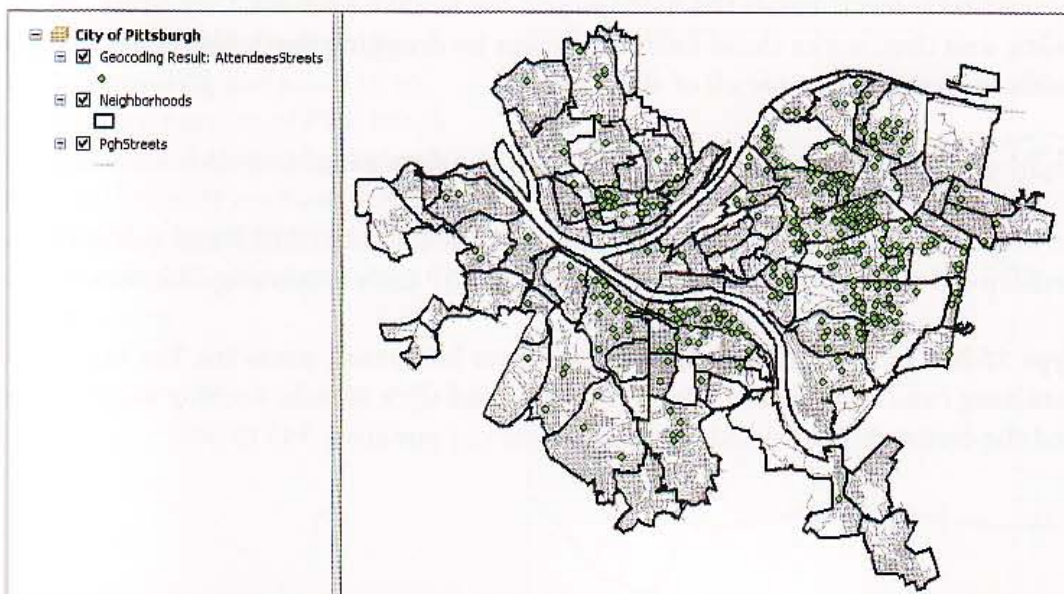 City of Pittsburgh
Geocoding Result: AttendeesStreets
Neighborhoods
PghStreets